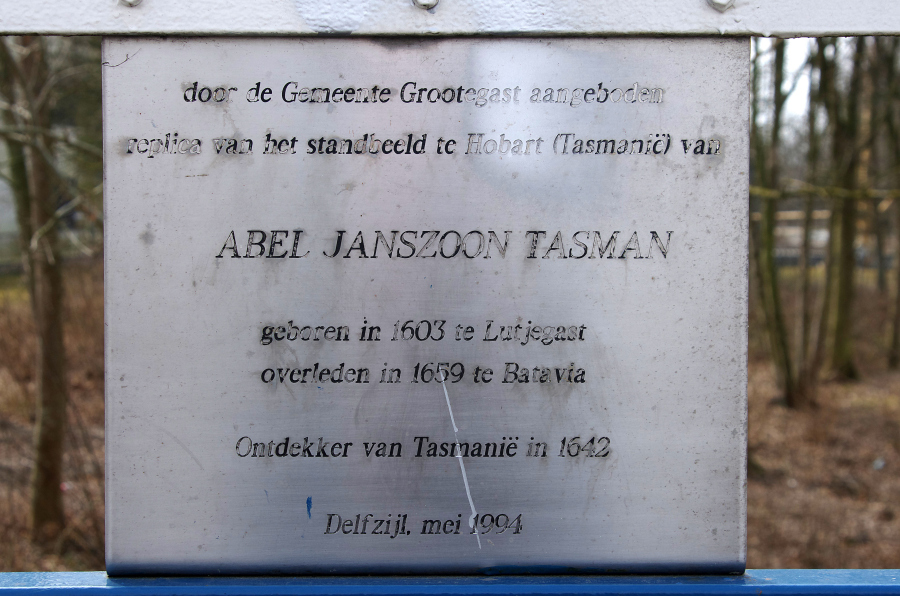 door de Gemeente Grootegast aangeboden
replica van het standbeeld te Hobart (Tasmanië) van
ABEL JANSZOON TASMAN
geboren in 1603 te Lutjegast
overleden in 1659 te Batavia
Ontdekker van Tasmanië in 1642
Delfzijl, mei 1994